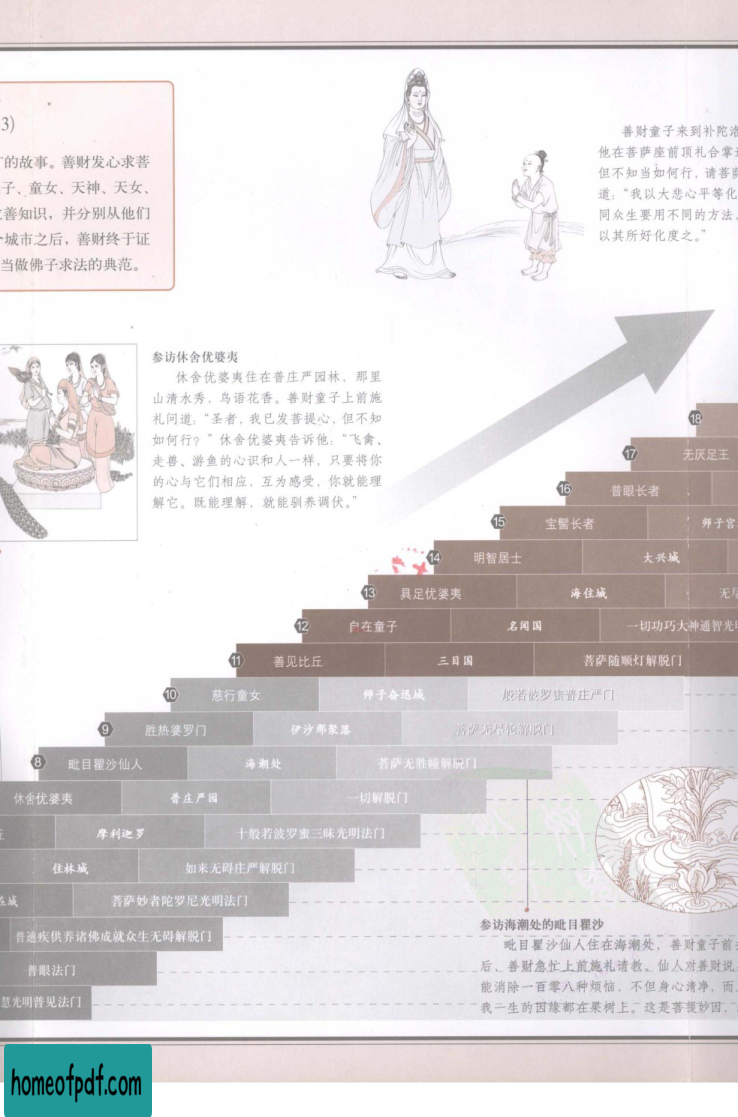 3)
的故事。善财发心求善
子、童女、天神、天女、
善知识，并分别从他们
个城市之后，善财终于证
当做佛子求法的典范。
善财童子来到补陀洛
他在菩萨座前顶礼合掌
但不知当如何行，请菩萨
道：“我以大悲心平等化
同众生要用不同的方法，
以其所好化度之。”
参访休舍优婆夷
休舍优婆夷住在普庄严园林，那里
山清水秀，鸟语花香。善财童子上前施
礼问道：“圣者，我已发菩提心，但不知
如何行？”休舍优婆夷告诉他：“飞禽、
走兽、游鱼的心识和人一样，只要将你
的心与它们相应，互为感受，你就能理
解它。既能理解，就能驯养调伏。”
18
17 无厌足王
16 普眼长者
15 宝髻长者 师子宫
14 明智居士 大兴城
13 具足优婆夷 海住城 无尽
12 自在童子 名闻国 一切功巧大神通智光明
11 善见比丘 三目国 菩萨随顺灯解脱门
10 慈行童女 师子奋迅城 般若波罗蜜普庄严门
9 胜热婆罗门 伊沙那聚落 菩萨无尽轮解脱门
8 毗目瞿沙仙人 海潮处 菩萨无胜幢解脱门
休舍优婆夷 普庄严园 一切解脱门
丘 摩利迦罗 十般若波罗蜜三昧光明法门
住林城 如来无碍庄严解脱门
城 菩萨妙者陀罗尼光明法门
普速疾供养诸佛成就众生无碍解脱门
普眼法门
慧光明普见法门
参访海潮处的毗目瞿沙
毗目瞿沙仙人住在海潮处，善财童子前去
后，善财急忙上前施礼请教。仙人对善财说，
能消除一百零八种烦恼，不但身心清净，而
我一生的因缘都在果树上。这是菩提妙因，
homeofpdf.com